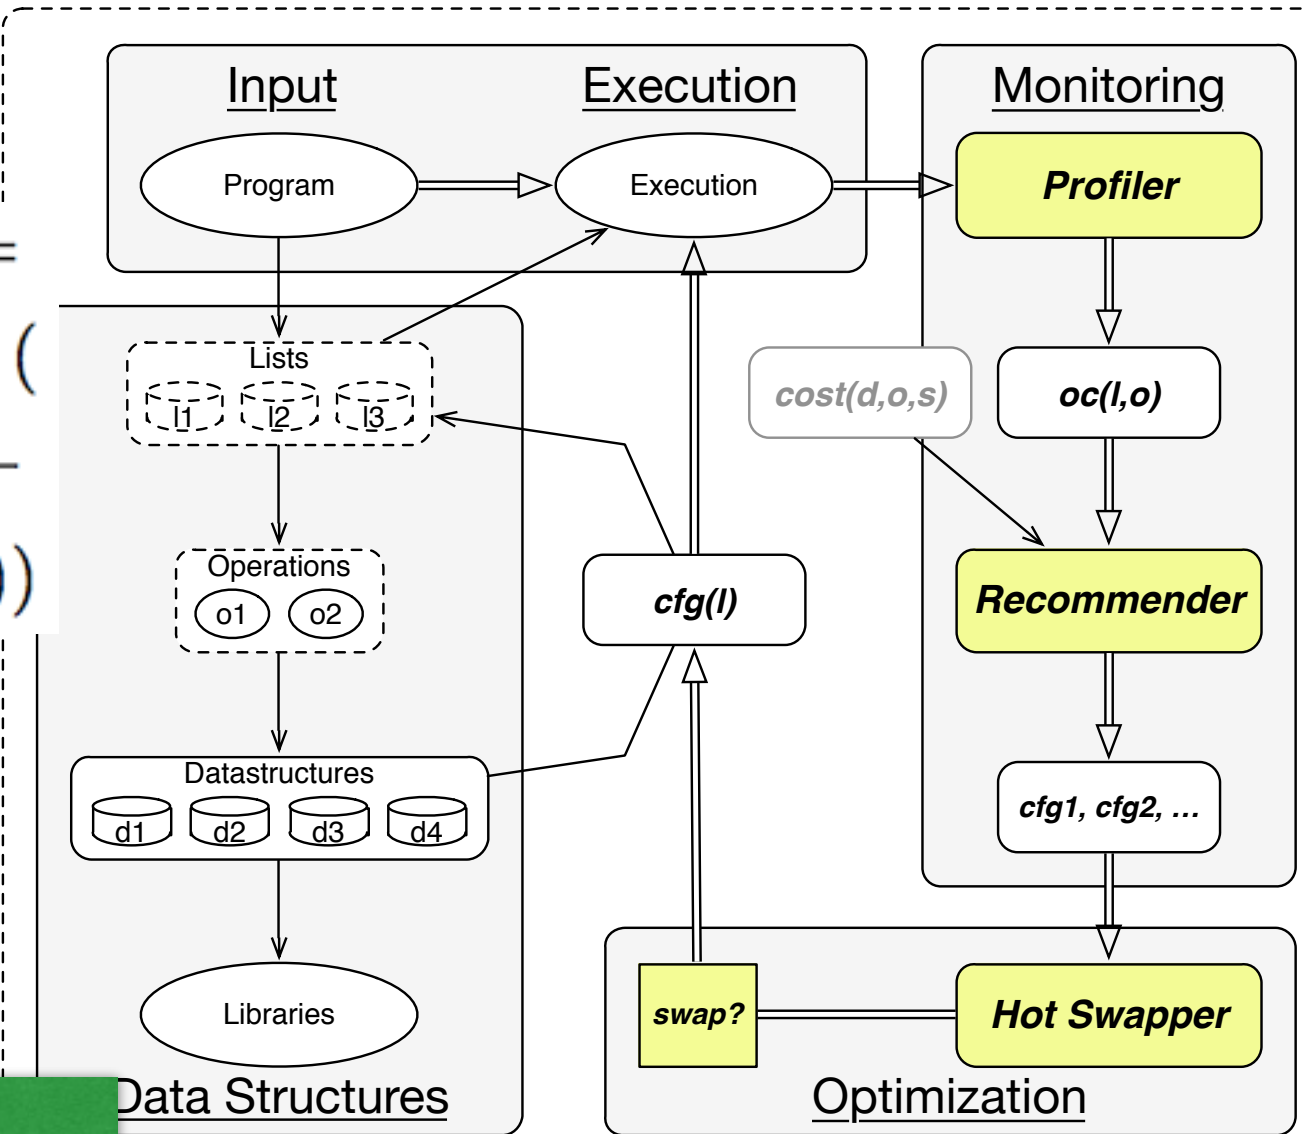 Input
Execution
Monitoring
Program
Execution
Profiler
=
(
Lists
l1 l2 l3
cost(d,o,s)
oc(l,o)
))
Operations
o1 o2
cfg(l)
Recommender
Datastructures
d1 d2 d3 d4
cfg1, cfg2, ...
Libraries
swap?
Hot Swapper
Data Structures
Optimization